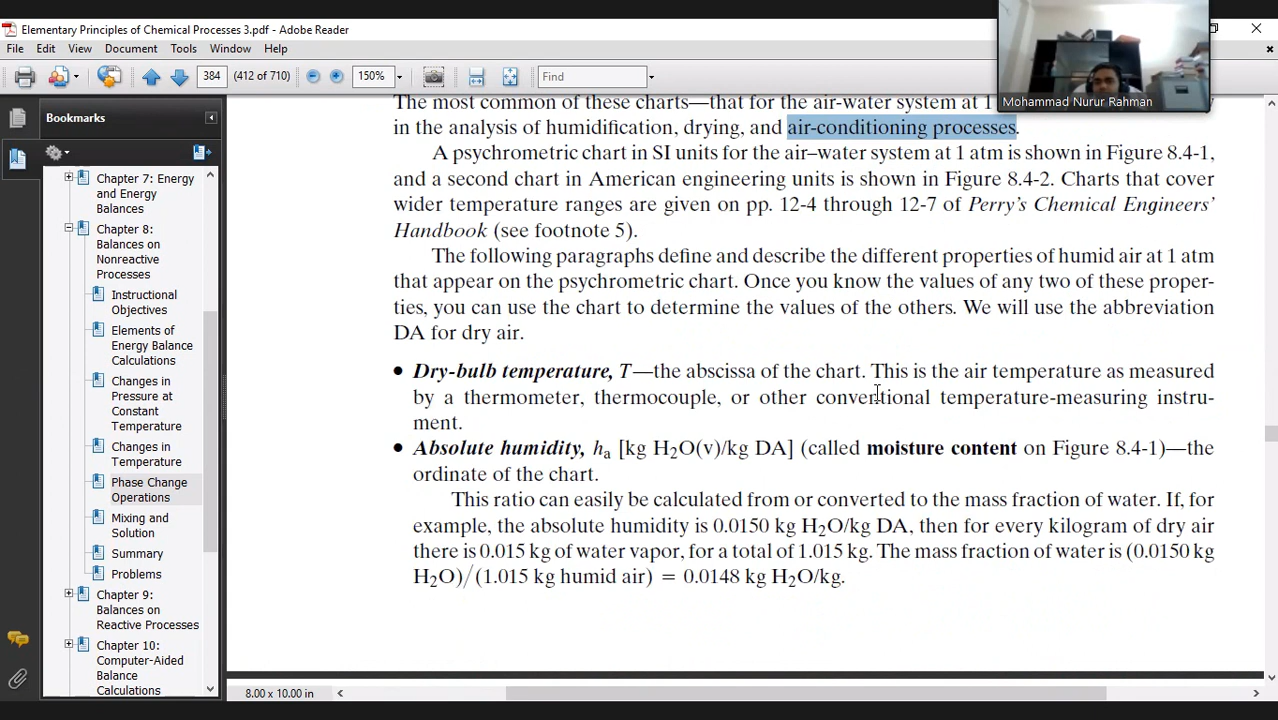 Elementary Principles of Chemical Processes 3.pdf - Adobe Reader
File Edit View Document Tools Window Help
384 (412 of 710) 150% Find
Mohammad Nurur Rahman
Bookmarks
Chapter 7: Energy
and Energy
Balances
Chapter 8:
Balances on
Nonreactive
Processes
Instructional
Objectives
Elements of
Energy Balance
Calculations
Changes in
Pressure at
Constant
Temperature
Changes in
Temperature
Phase Change
Operations
Mixing and
Solution
Summary
Problems
Chapter 9:
Balances on
Reactive Processes
Chapter 10:
Computer-Aided
Balance
Calculations
The most common of these charts—that for the air-water system at 1
in the analysis of humidification, drying, and air-conditioning processes.
A psychrometric chart in SI units for the air–water system at 1 atm is shown in Figure 8.4-1,
and a second chart in American engineering units is shown in Figure 8.4-2. Charts that cover
wider temperature ranges are given on pp. 12-4 through 12-7 of Perry's Chemical Engineers'
Handbook (see footnote 5).
The following paragraphs define and describe the different properties of humid air at 1 atm
that appear on the psychrometric chart. Once you know the values of any two of these proper-
ties, you can use the chart to determine the values of the others. We will use the abbreviation
DA for dry air.
• Dry-bulb temperature, T—the abscissa of the chart. This is the air temperature as measured
by a thermometer, thermocouple, or other conventional temperature-measuring instru-
ment.
• Absolute humidity, hₐ [kg H₂O(v)/kg DA] (called moisture content on Figure 8.4-1)—the
ordinate of the chart.
This ratio can easily be calculated from or converted to the mass fraction of water. If, for
example, the absolute humidity is 0.0150 kg H₂O/kg DA, then for every kilogram of dry air
there is 0.015 kg of water vapor, for a total of 1.015 kg. The mass fraction of water is (0.0150 kg
H₂O)/(1.015 kg humid air) = 0.0148 kg H₂O/kg.
8.00 x 10.00 in